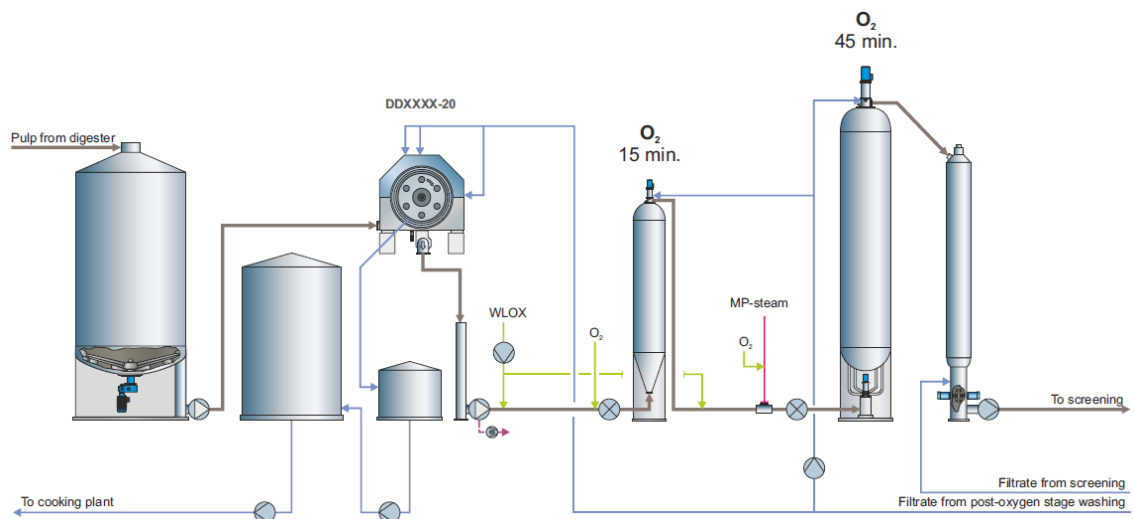 O₂
45 min.
DDXXXX-20
Pulp from digester
O₂
15 min.
MP-steam
WLOX
O₂
O₂
To screening
Filtrate from screening
To cooking plant
Filtrate from post-oxygen stage washing